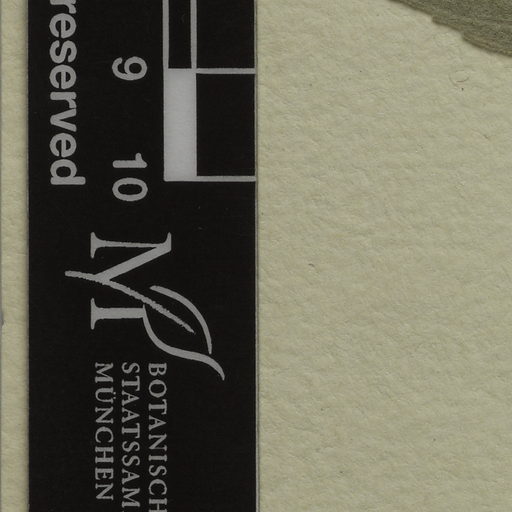 reserved
9
10
M
BOTANISCH
STAATSSAM
MÜNCHEN